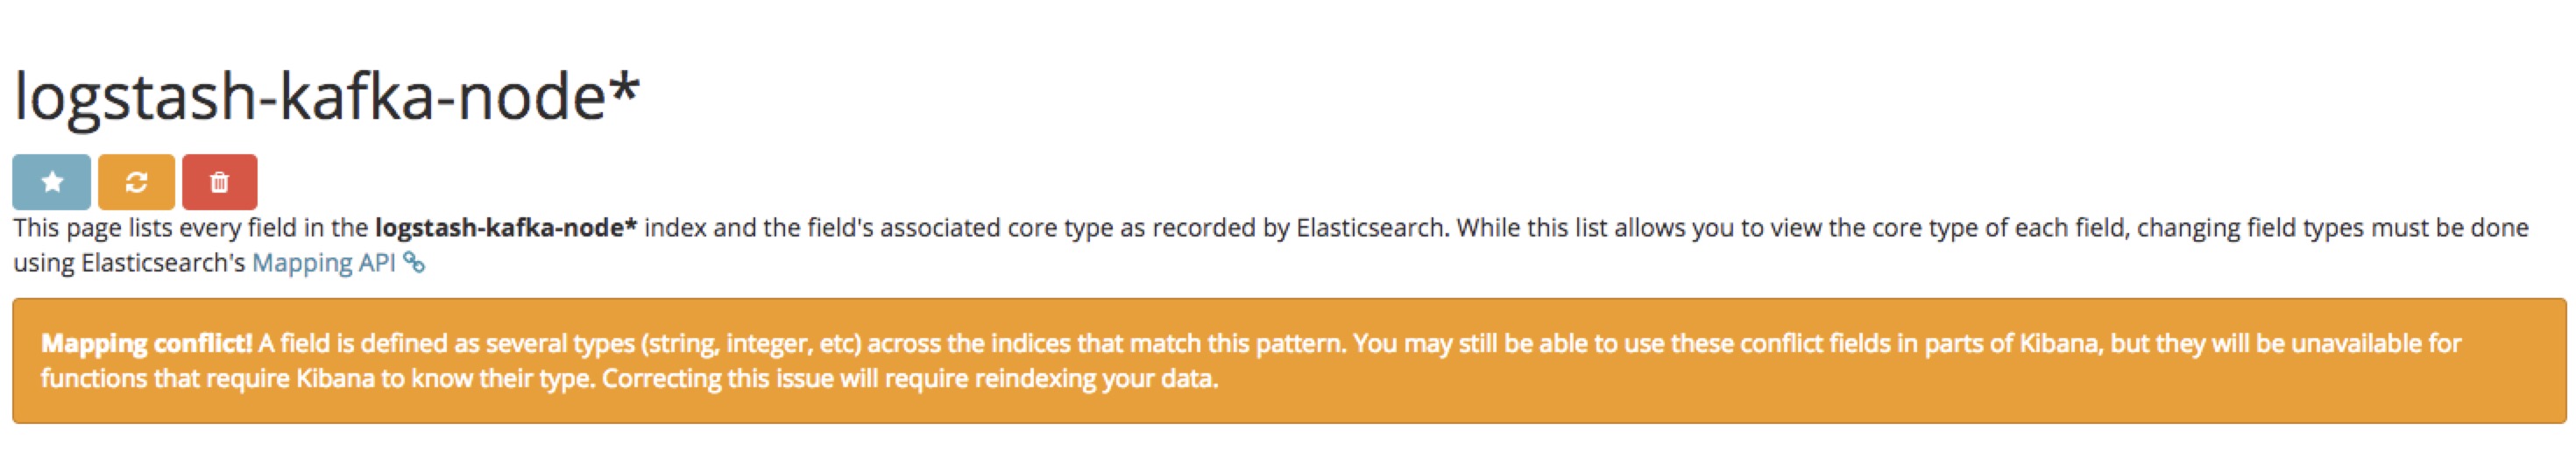 logstash-kafka-node*
This page lists every field in the logstash-kafka-node* index and the field's associated core type as recorded by Elasticsearch. While this list allows you to view the core type of each field, changing field types must be done
using Elasticsearch's Mapping API
Mapping conflict! A field is defined as several types (string, integer, etc) across the indices that match this pattern. You may still be able to use these conflict fields in parts of Kibana, but they will be unavailable for
functions that require Kibana to know their type. Correcting this issue will require reindexing your data.